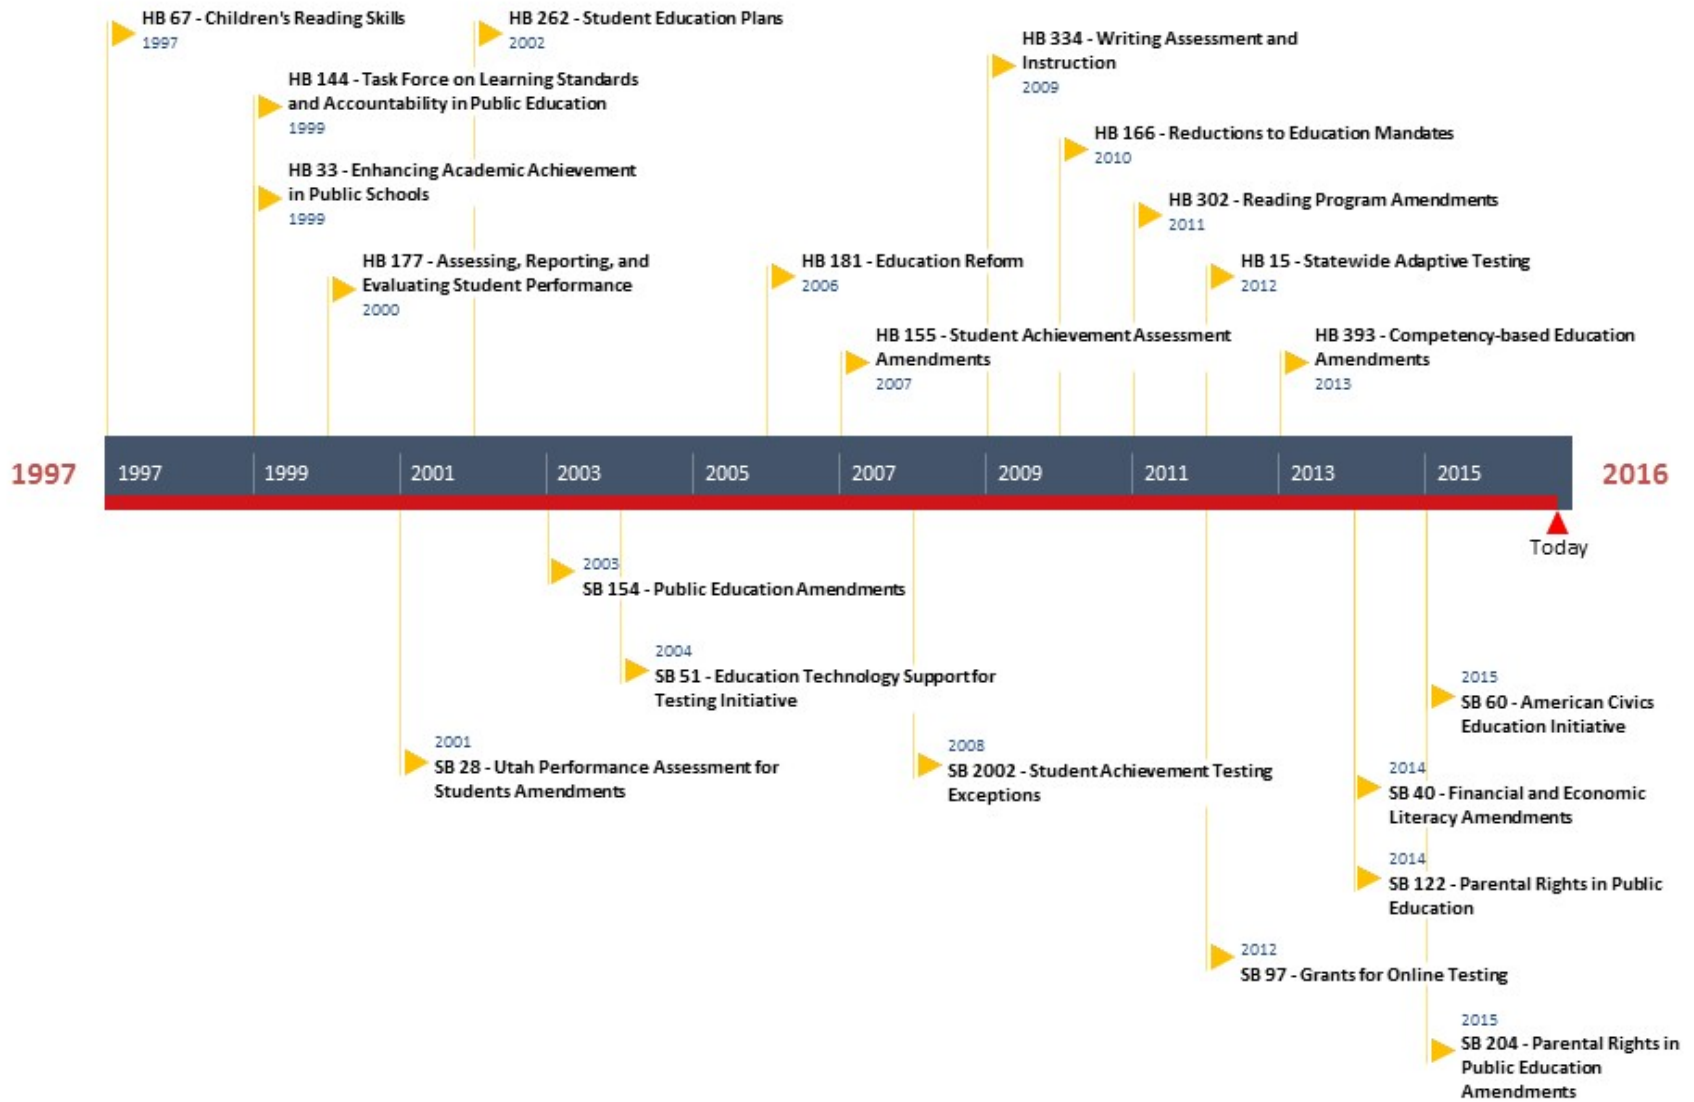 HB 67 - Children's Reading Skills
1997
HB 262 - Student Education Plans
2002
HB 334 - Writing Assessment and
Instruction
2009
HB 144 - Task Force on Learning Standards
and Accountability in Public Education
1999
HB 166 - Reductions to Education Mandates
2010
HB 33 - Enhancing Academic Achievement
in Public Schools
1999
HB 302 - Reading Program Amendments
2011
HB 177 - Assessing, Reporting, and
Evaluating Student Performance
2000
HB 181 - Education Reform
2006
HB 15 - Statewide Adaptive Testing
2012
HB 155 - Student Achievement Assessment
Amendments
2007
HB 393 - Competency-based Education
Amendments
2013
1997
1997 1999 2001 2003 2005 2007 2009 2011 2013 2015
2016
Today
2003
SB 154 - Public Education Amendments
2004
SB 51 - Education Technology Support for
Testing Initiative
2015
SB 60 - American Civics
Education Initiative
2001
SB 28 - Utah Performance Assessment for
Students Amendments
2008
SB 2002 - Student Achievement Testing
Exceptions
2014
SB 40 - Financial and Economic
Literacy Amendments
2014
SB 122 - Parental Rights in Public
Education
2012
SB 97 - Grants for Online Testing
2015
SB 204 - Parental Rights in
Public Education
Amendments